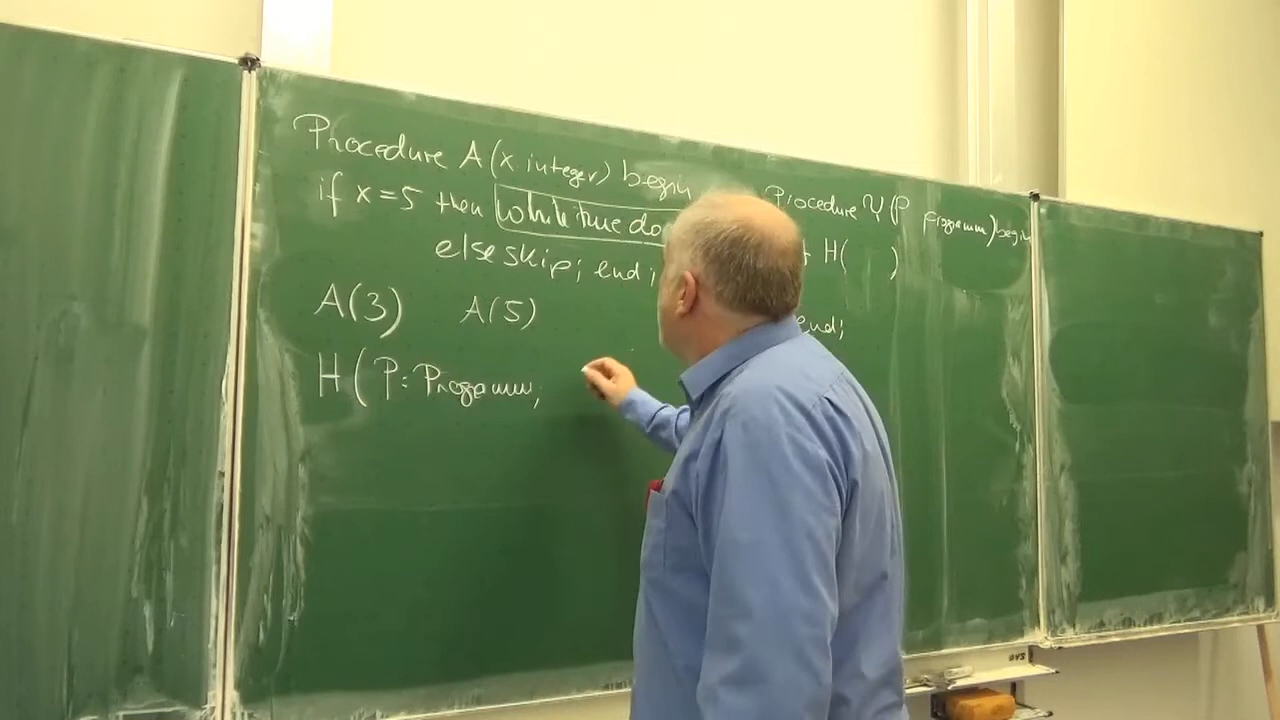 Procedure A(x integer) begin
if x=5 then while true do
else skip; end;
A(3) A(5)
H(P: Programm,
Procedure Ψ(P Programm) begin
H( )
end;